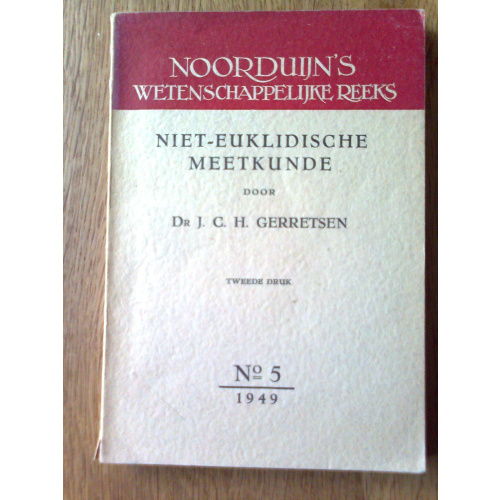 NOORDUIJN'S
WETENSCHAPPELIJKE REEKS
NIET-EUKLIDISCHE
MEETKUNDE
DOOR
DR J. C. H. GERRETSEN
TWEEDE DRUK
Nº 5
1949